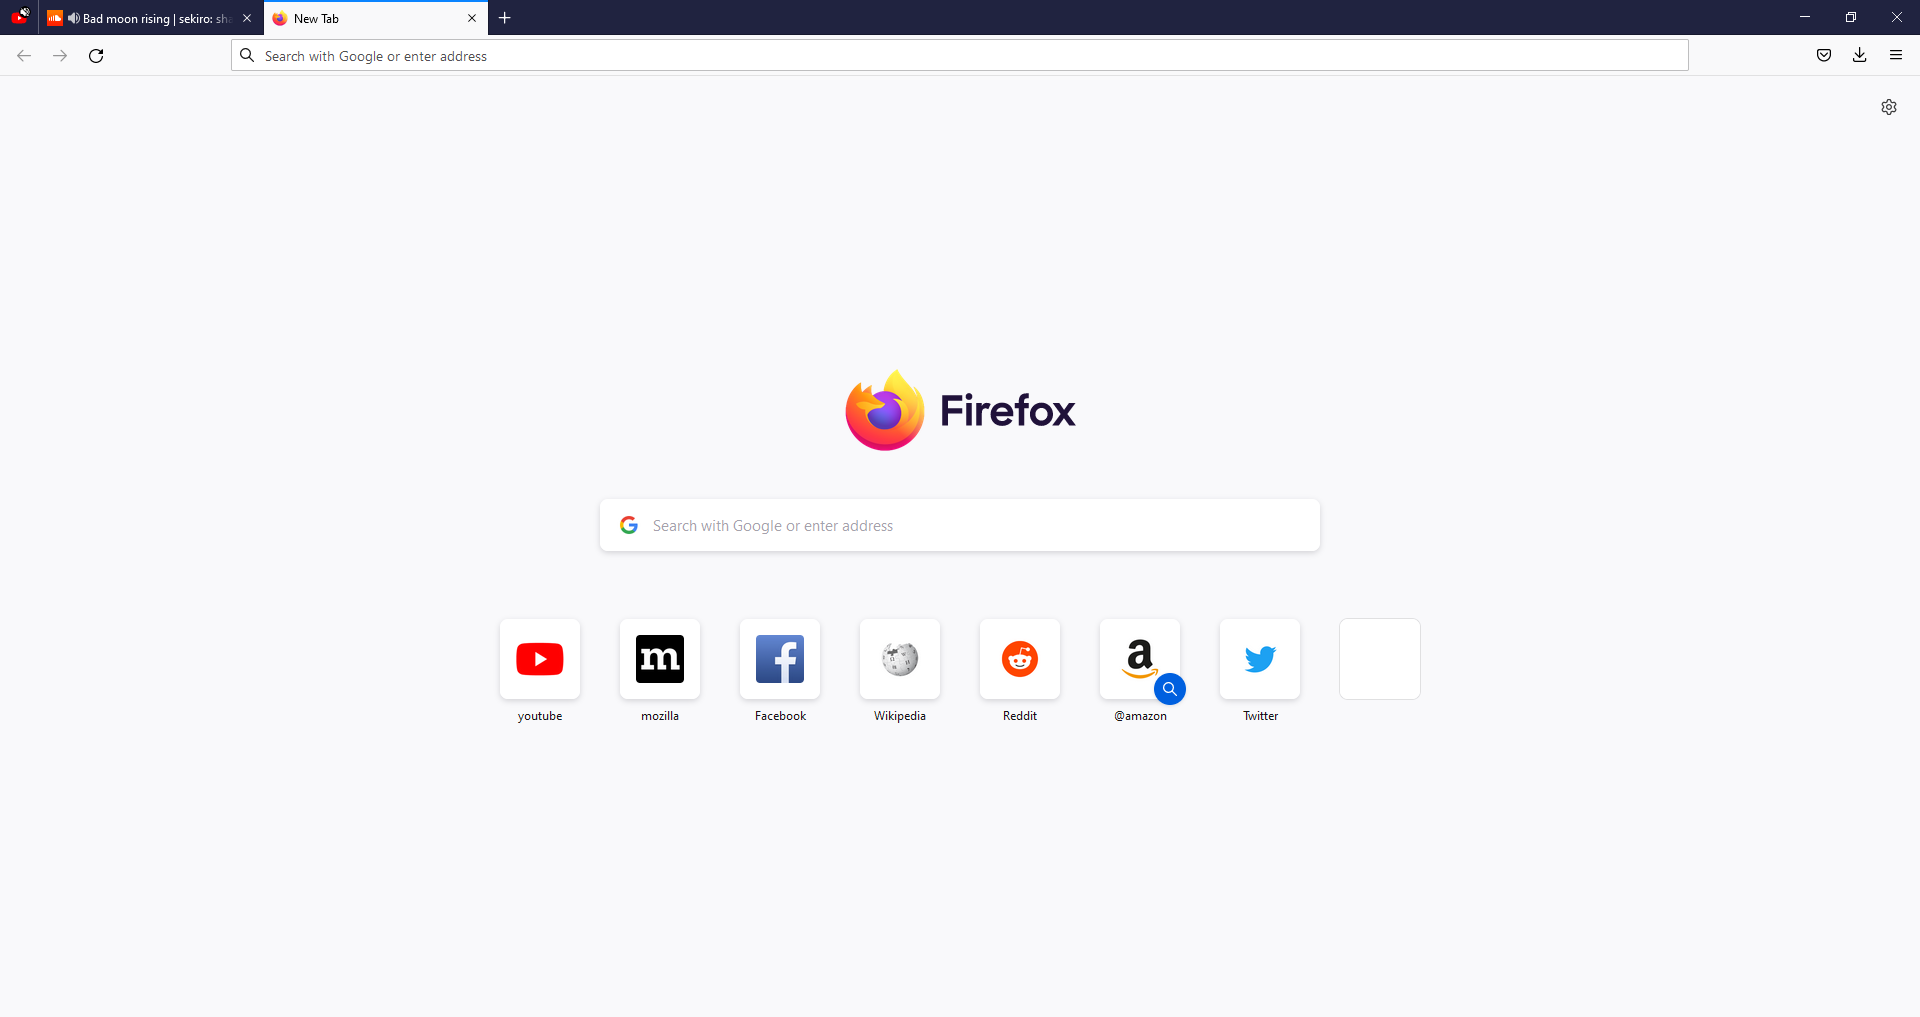 Bad moon rising | sekiro: sha
New Tab
Search with Google or enter address
Firefox
Search with Google or enter address
m
f
a
youtube
mozilla
Facebook
Wikipedia
Reddit
@amazon
Twitter